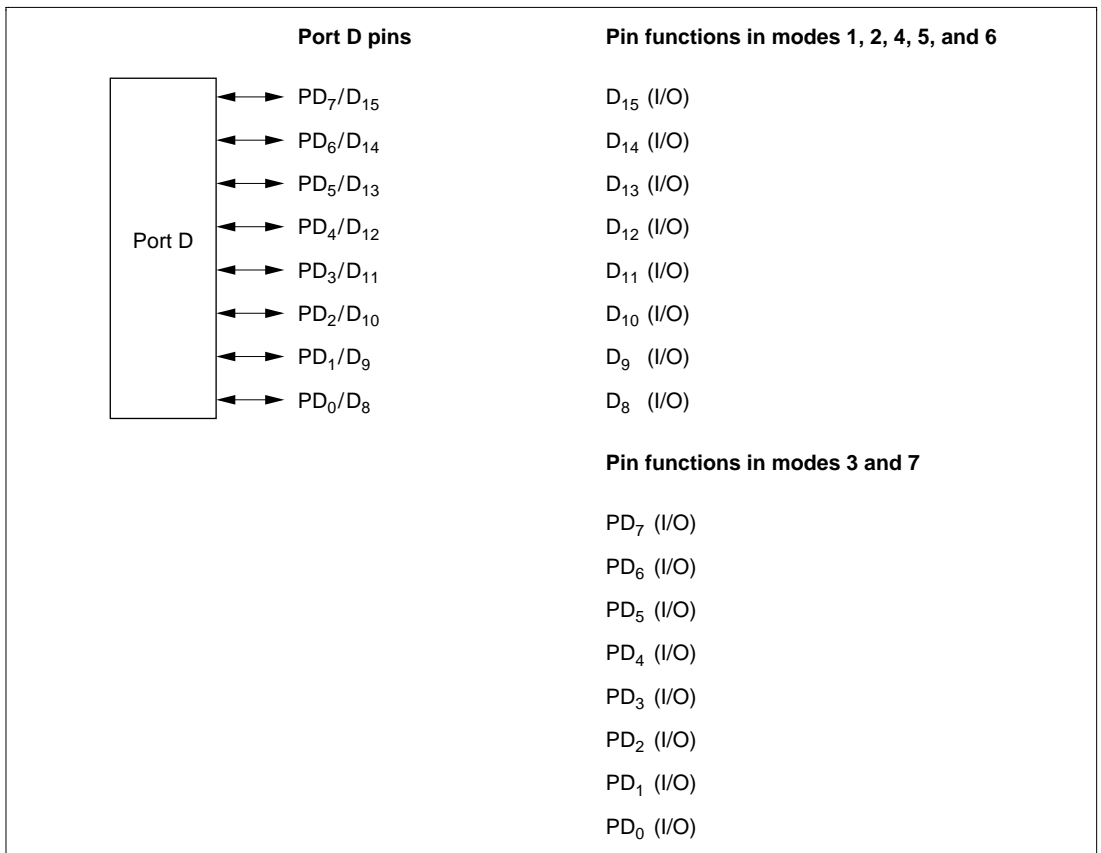 Port D pins Pin functions in modes 1, 2, 4, 5, and 6
PD₇/D₁₅ D₁₅ (I/O)
PD₆/D₁₄ D₁₄ (I/O)
PD₅/D₁₃ D₁₃ (I/O)
PD₄/D₁₂ D₁₂ (I/O)
Port D
PD₃/D₁₁ D₁₁ (I/O)
PD₂/D₁₀ D₁₀ (I/O)
PD₁/D₉ D₉ (I/O)
PD₀/D₈ D₈ (I/O)
Pin functions in modes 3 and 7
PD₇ (I/O)
PD₆ (I/O)
PD₅ (I/O)
PD₄ (I/O)
PD₃ (I/O)
PD₂ (I/O)
PD₁ (I/O)
PD₀ (I/O)